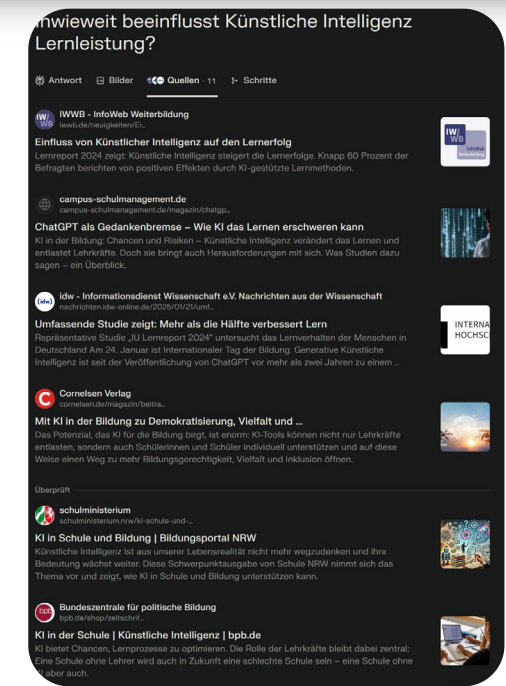 Inwieweit beeinflusst Künstliche Intelligenz
Lernleistung?
Antwort Bilder Quellen · 11 Schritte
IWWB - InfoWeb Weiterbildung
iwwb.de/neuigkeiten/Ei…
Einfluss von Künstlicher Intelligenz auf den Lernerfolg
Lernreport 2024 zeigt: Künstliche Intelligenz steigert die Lernerfolge. Knapp 60 Prozent der
Befragten berichten von positiven Effekten durch KI-gestützte Lernmethoden.
IW/
WB
InfoWeb
Weiterbildung
campus-schulmanagement.de
campus-schulmanagement.de/magazin/chatgp…
ChatGPT als Gedankenbremse – Wie KI das Lernen erschweren kann
KI in der Bildung: Chancen und Risiken – Künstliche Intelligenz verändert das Lernen und
entlastet Lehrkräfte. Doch sie bringt auch Herausforderungen mit sich. Was Studien dazu
sagen – ein Überblick.
(idw)
idw - Informationsdienst Wissenschaft e.V. Nachrichten aus der Wissenschaft
nachrichten.idw-online.de/2025/01/21/umf…
Umfassende Studie zeigt: Mehr als die Hälfte verbessert Lern
Repräsentative Studie „IU Lernreport 2024" untersucht das Lernverhalten der Menschen in
Deutschland Am 24. Januar ist Internationaler Tag der Bildung. Generative Künstliche
Intelligenz ist seit der Veröffentlichung von ChatGPT vor mehr als zwei Jahren zu einem …
INTERNA
HOCHSC
Cornelsen Verlag
cornelsen.de/magazin/beitra…
Mit KI in der Bildung zu Demokratisierung, Vielfalt und ...
Das Potenzial, das KI für die Bildung birgt, ist enorm: KI-Tools können nicht nur Lehrkräfte
entlasten, sondern auch Schülerinnen und Schüler individuell unterstützen und auf diese
Weise einen Weg zu mehr Bildungsgerechtigkeit, Vielfalt und Inklusion öffnen.
Überprüft
schulministerium
schulministerium.nrw/ki-schule-und-…
KI in Schule und Bildung | Bildungsportal NRW
Künstliche Intelligenz ist aus unserer Lebensrealität nicht mehr wegzudenken und ihre
Bedeutung wächst weiter. Diese Schwerpunktausgabe von Schule NRW nimmt sich das
Thema vor und zeigt, wie KI in Schule und Bildung unterstützen kann.
bpb
Bundeszentrale für politische Bildung
bpb.de/shop/zeitschrif…
KI in der Schule | Künstliche Intelligenz | bpb.de
KI bietet Chancen, Lernprozesse zu optimieren. Die Rolle der Lehrkräfte bleibt dabei zentral:
Eine Schule ohne Lehrer wird auch in Zukunft eine schlechte Schule sein – eine Schule ohne
KI aber auch.